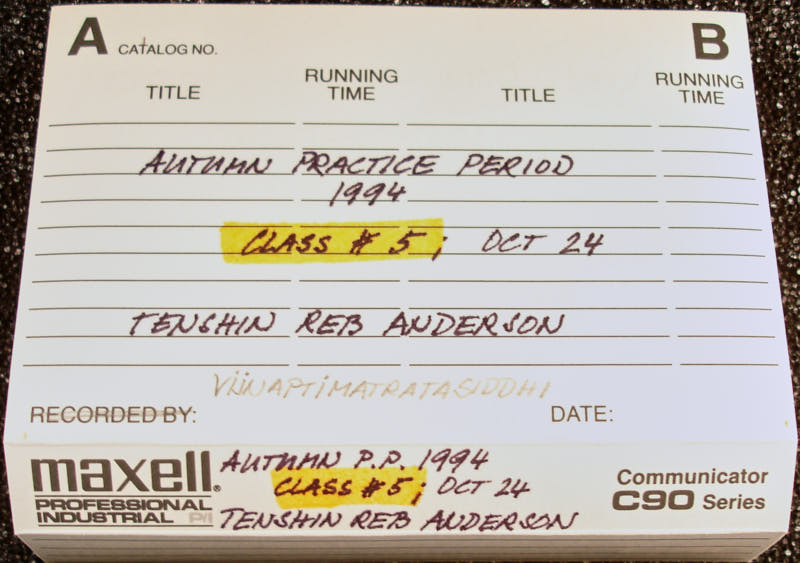 A CATALOG NO. B
TITLE RUNNING TIME TITLE RUNNING TIME
AUTUMN PRACTICE PERIOD
1994
CLASS # 5; OCT 24
TENSHIN REB ANDERSON
VIJNAPTIMATRATASIDDHI
RECORDED BY: DATE:
maxell® AUTUMN P.P. 1994
PROFESSIONAL CLASS #5; OCT 24 Communicator
INDUSTRIAL P/I TENSHIN REB ANDERSON C90 Series